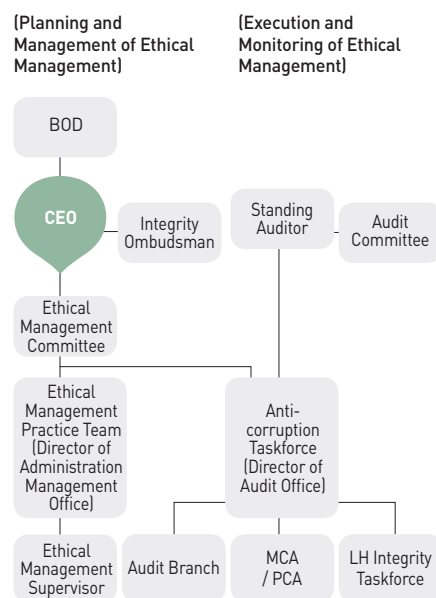 (Planning and
Management of Ethical
Management)
(Execution and
Monitoring of Ethical
Management)
BOD
CEO
Integrity
Ombudsman
Standing
Auditor
Audit
Committee
Ethical
Management
Committee
Ethical
Management
Practice Team
(Director of
Administration
Management
Office)
Anti-
corruption
Taskforce
(Director of
Audit Office)
Ethical
Management
Supervisor
Audit Branch
MCA
/ PCA
LH Integrity
Taskforce